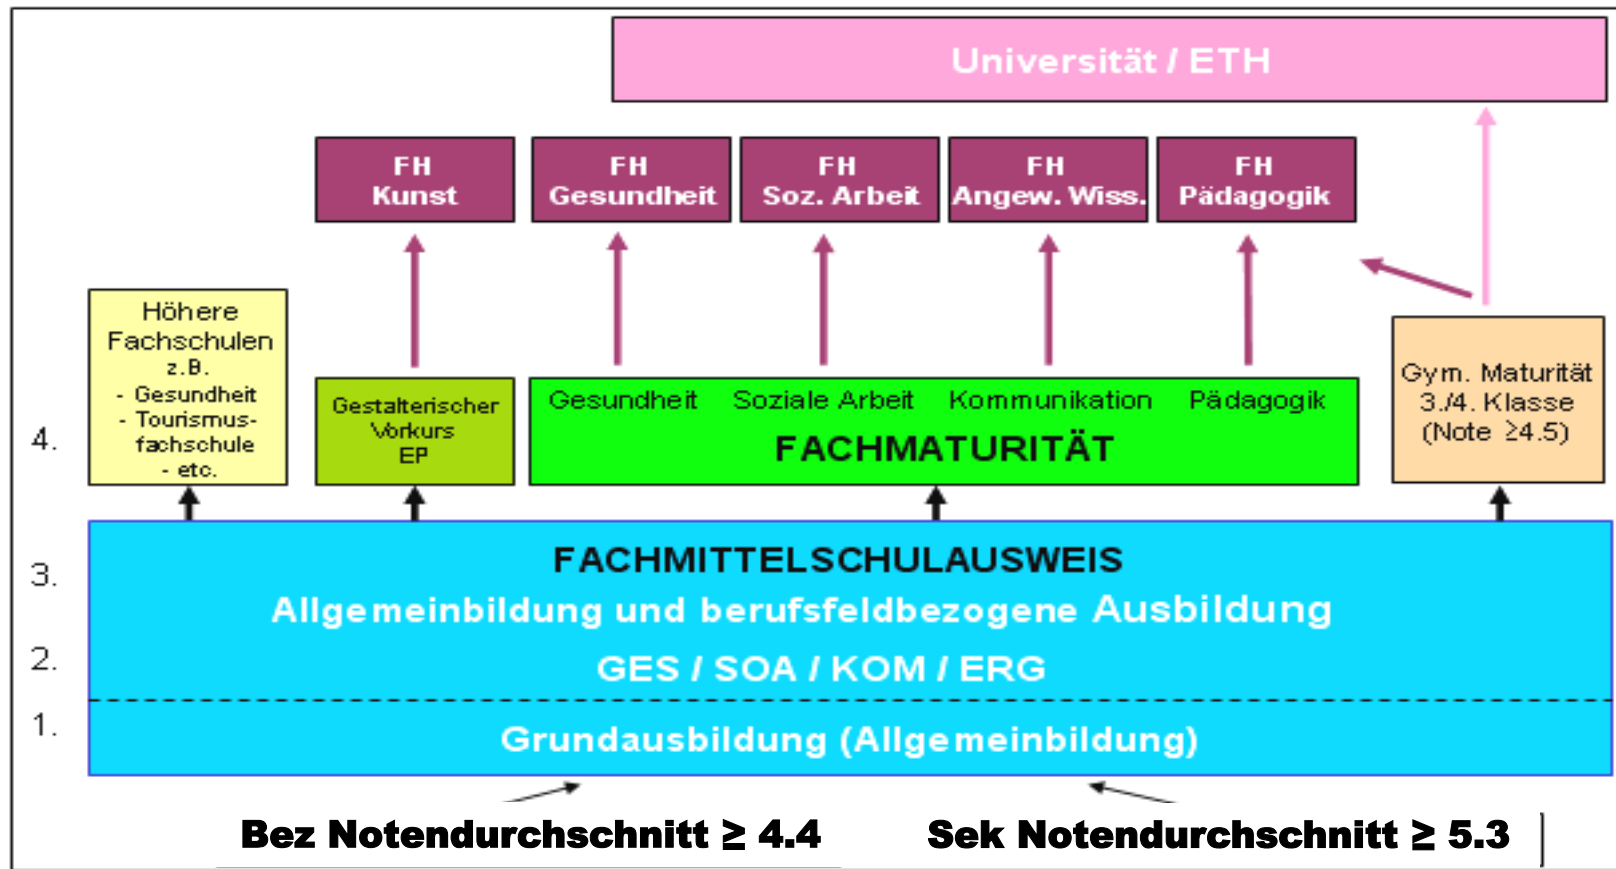 Universität / ETH
FH
Kunst
FH
Gesundheit
FH
Soz. Arbeit
FH
Angew. Wiss.
FH
Pädagogik
Höhere
Fachschulen
z.B.
- Gesundheit
- Tourismus-
fachschule
- etc.
Gestalterischer
Vorkurs
EP
Gesundheit
Soziale Arbeit
Kommunikation
Pädagogik
FACHMATURITÄT
Gym. Maturität
3./4. Klasse
(Note ≥4.5)
4.
FACHMITTELSCHULAUSWEIS
3.
Allgemeinbildung und berufsfeldbezogene Ausbildung
2.
GES / SOA / KOM / ERG
1.
Grundausbildung (Allgemeinbildung)
Bez Notendurchschnitt ≥ 4.4
Sek Notendurchschnitt ≥ 5.3